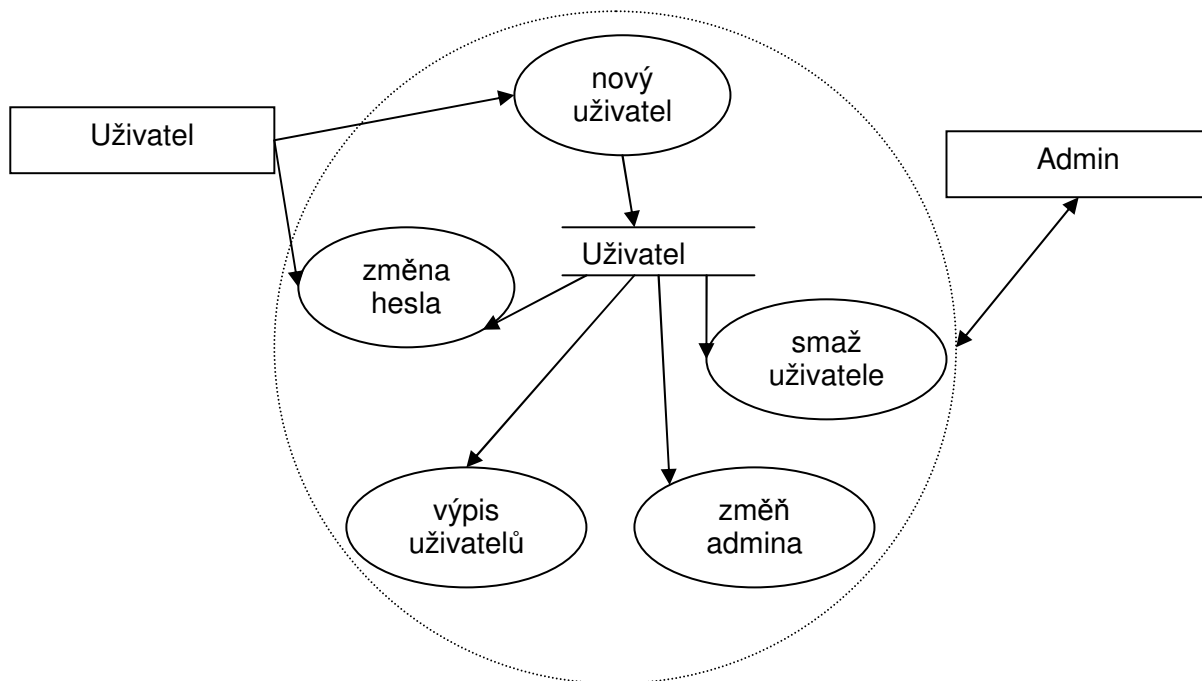 nový
uživatel
Uživatel
Admin
Uživatel
změna
hesla
smaž
uživatele
výpis
uživatelů
změň
admina